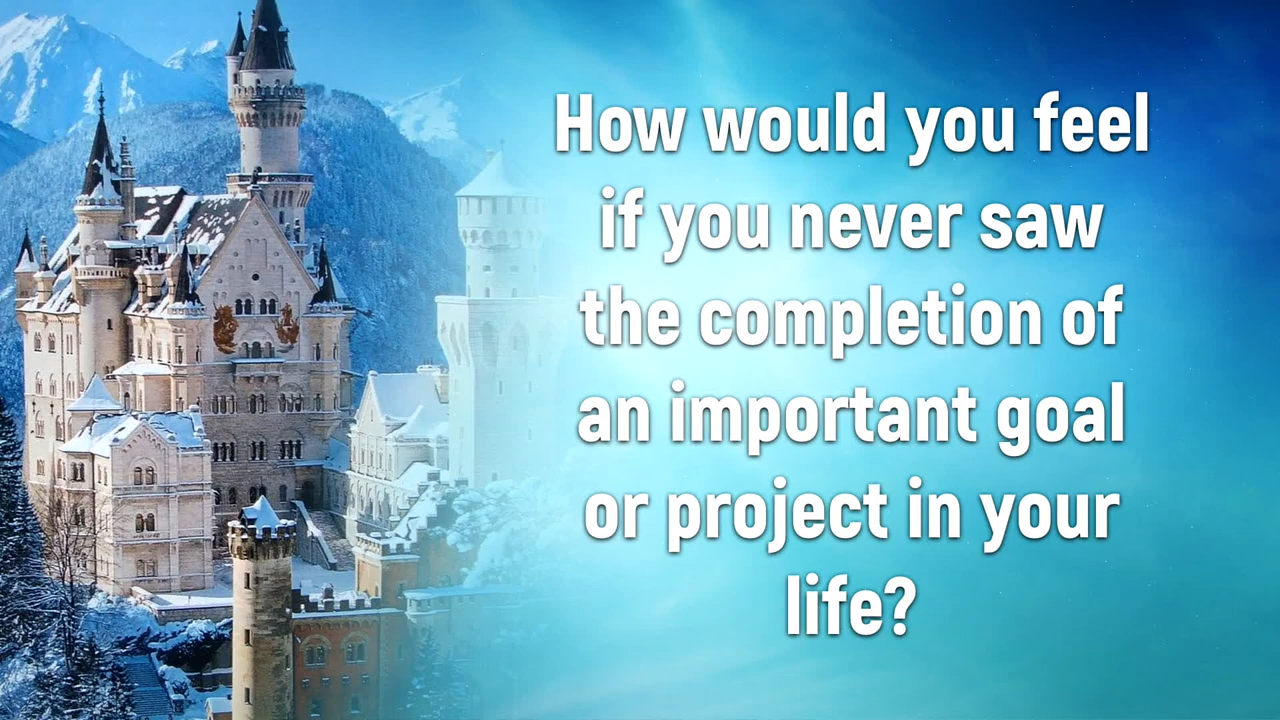 How would you feel
if you never saw
the completion of
an important goal
or project in your
life?